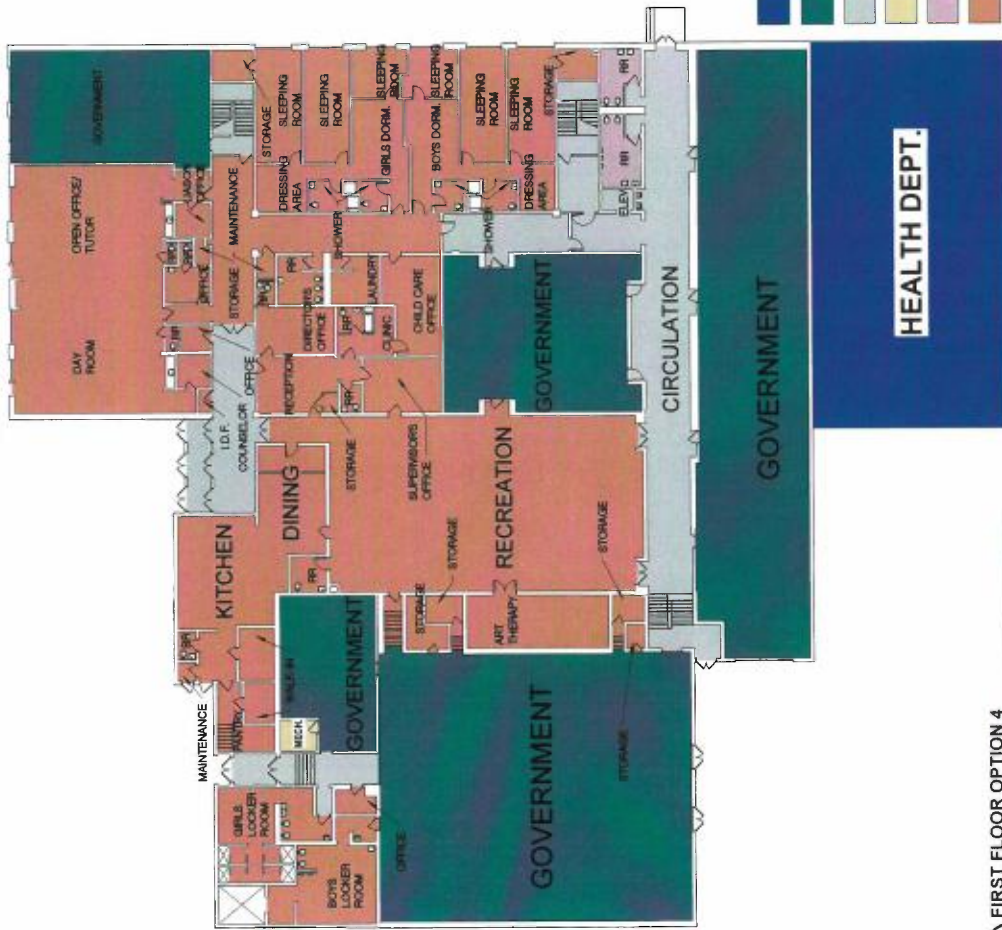 GOVERNMENT
OPEN OFFICE/
TUTOR
DAY
ROOM
LIAISON
OFFICE
OFFICE
RR
STORAGE
MAINTENANCE
I.D.F.
COUNSELOR
OFFICE
STORAGE
SLEEPING
ROOM
SLEEPING
ROOM
SLEEPING
ROOM
SLEEPING
ROOM
SLEEPING
ROOM
SLEEPING
ROOM
STORAGE
DRESSING
AREA
GIRLS DORM.
BOYS DORM.
DRESSING
AREA
SHOWER
SHOWER
RR
RR
ELEV
RR
DIRECTORS
OFFICE
LAUNDRY
RR
CLINIC
CHILD CARE
OFFICE
RECEPTION
RR
STORAGE
SUPERVISORS
OFFICE
GOVERNMENT
CIRCULATION
GOVERNMENT
HEALTH DEPT.
KITCHEN
DINING
RR
RR
RECREATION
STORAGE
STORAGE
ART
THERAPY
STORAGE
STORAGE
MAINTENANCE
PANTRY
WALK-IN
MECH.
GOVERNMENT
GOVERNMENT
GIRLS
LOCKER
ROOM
BOYS
LOCKER
ROOM
OFFICE
FIRST FLOOR OPTION 4